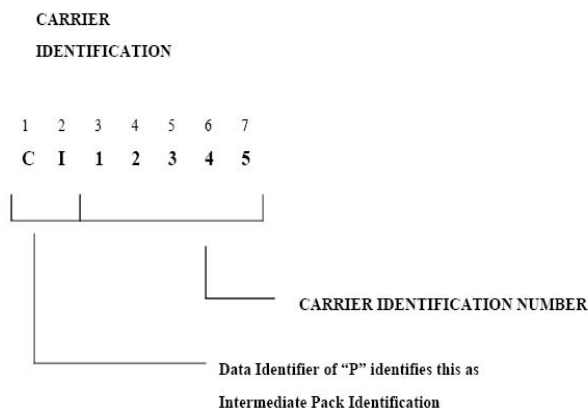 CARRIER
IDENTIFICATION
1 2 3 4 5 6 7
C I 1 2 3 4 5
CARRIER IDENTIFICATION NUMBER
Data Identifier of “P” identifies this as
Intermediate Pack Identification